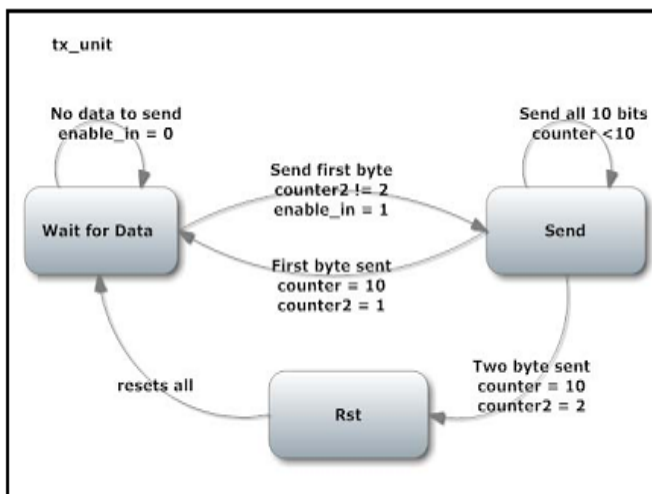 tx_unit
No data to send
enable_in = 0
Send all 10 bits
counter <10
Send first byte
counter2 != 2
enable_in = 1
Wait for Data
Send
First byte sent
counter = 10
counter2 = 1
resets all
Two byte sent
counter = 10
counter2 = 2
Rst